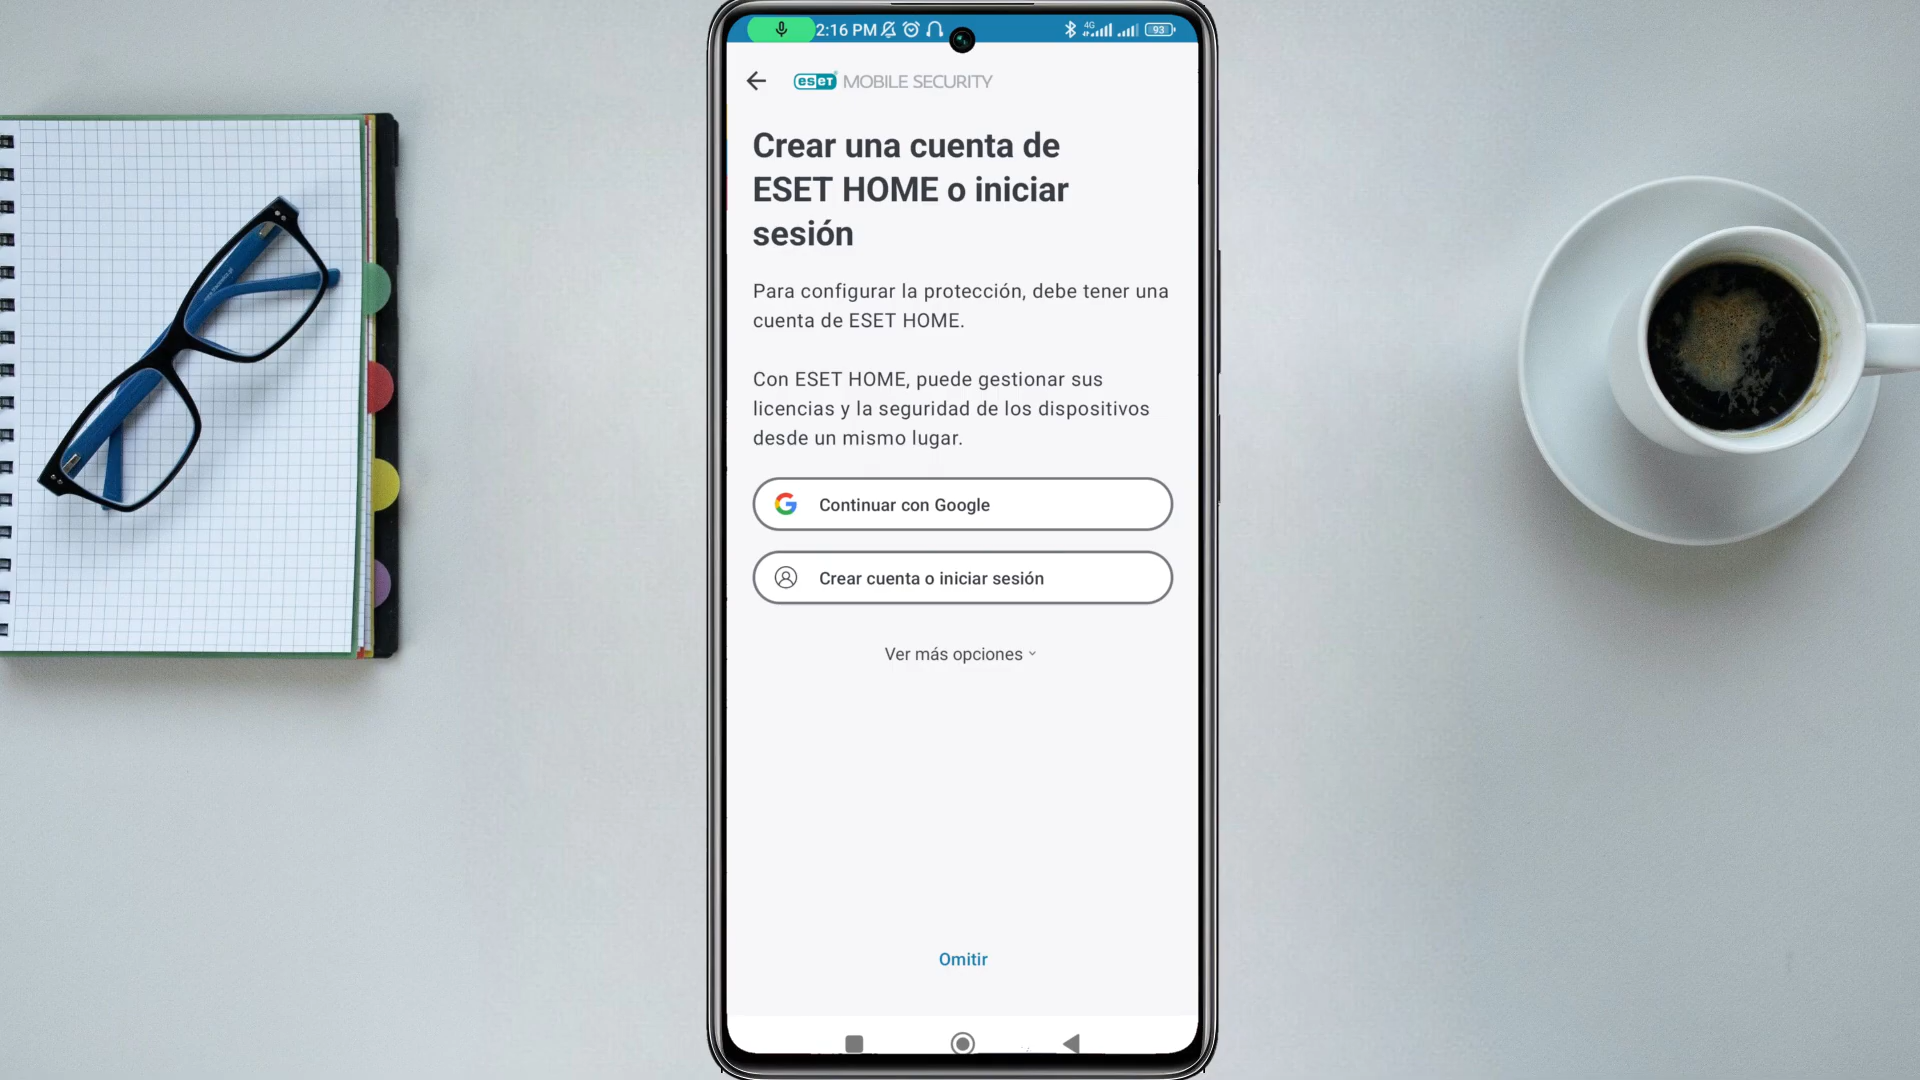 2:16 PM
4G
93
eseT MOBILE SECURITY
Crear una cuenta de
ESET HOME o iniciar
sesión
Para configurar la protección, debe tener una
cuenta de ESET HOME.
Con ESET HOME, puede gestionar sus
licencias y la seguridad de los dispositivos
desde un mismo lugar.
Continuar con Google
Crear cuenta o iniciar sesión
Ver más opciones
Omitir